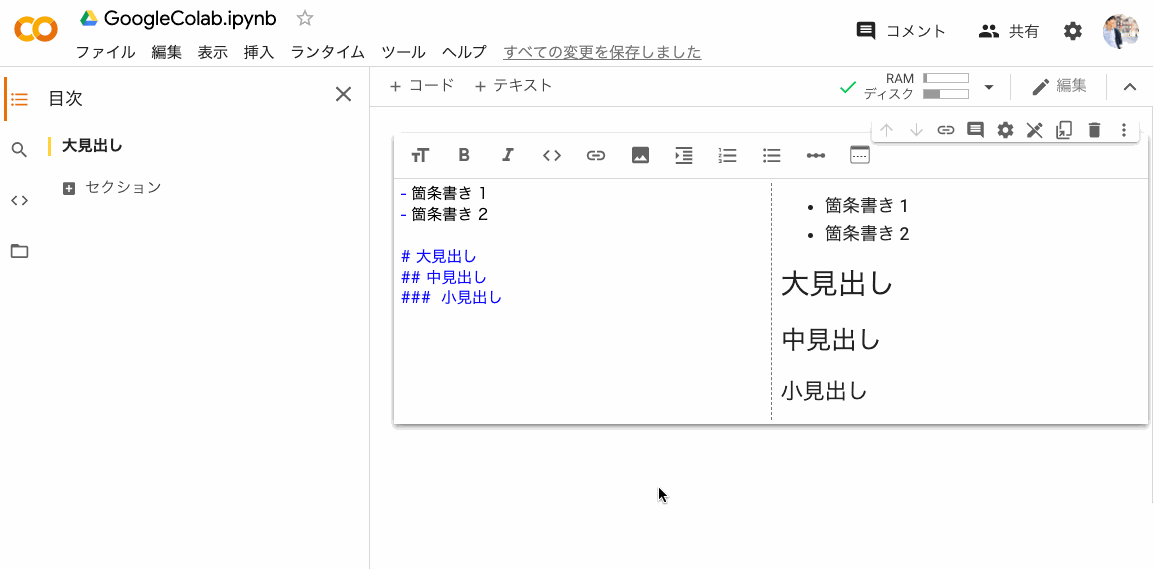 GoogleColab.ipynb
ファイル 編集 表示 挿入 ランタイム ツール ヘルプ すべての変更を保存しました
コメント 共有
目次
大見出し
セクション
+ コード + テキスト
RAM
ディスク
編集
- 箇条書き 1
- 箇条書き 2
# 大見出し
## 中見出し
###  小見出し
• 箇条書き 1
• 箇条書き 2
大見出し
中見出し
小見出し